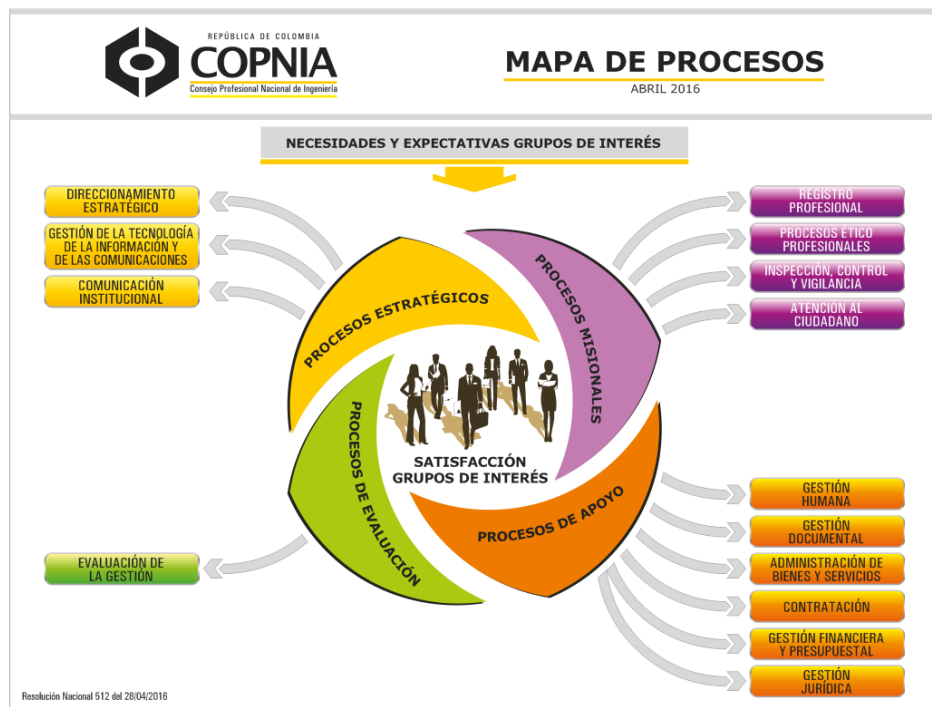 REPÚBLICA DE COLOMBIA
COPNIA
Consejo Profesional Nacional de Ingeniería
MAPA DE PROCESOS
ABRIL 2016
NECESIDADES Y EXPECTATIVAS GRUPOS DE INTERÉS
DIRECCIONAMIENTO
ESTRATÉGICO
GESTIÓN DE LA TECNOLOGÍA
DE LA INFORMACIÓN Y
DE LAS COMUNICACIONES
COMUNICACIÓN
INSTITUCIONAL
REGISTRO
PROFESIONAL
PROCESOS ÉTICO
PROFESIONALES
INSPECCIÓN, CONTROL
Y VIGILANCIA
ATENCIÓN AL
CIUDADANO
PROCESOS ESTRATÉGICOS
PROCESOS MISIONALES
PROCESOS DE EVALUACIÓN
PROCESOS DE APOYO
SATISFACCIÓN
GRUPOS DE INTERÉS
EVALUACIÓN DE
LA GESTIÓN
GESTIÓN
HUMANA
GESTIÓN
DOCUMENTAL
ADMINISTRACIÓN DE
BIENES Y SERVICIOS
CONTRATACIÓN
GESTIÓN FINANCIERA
Y PRESUPUESTAL
GESTIÓN
JURÍDICA
Resolución Nacional 512 del 28/04/2016